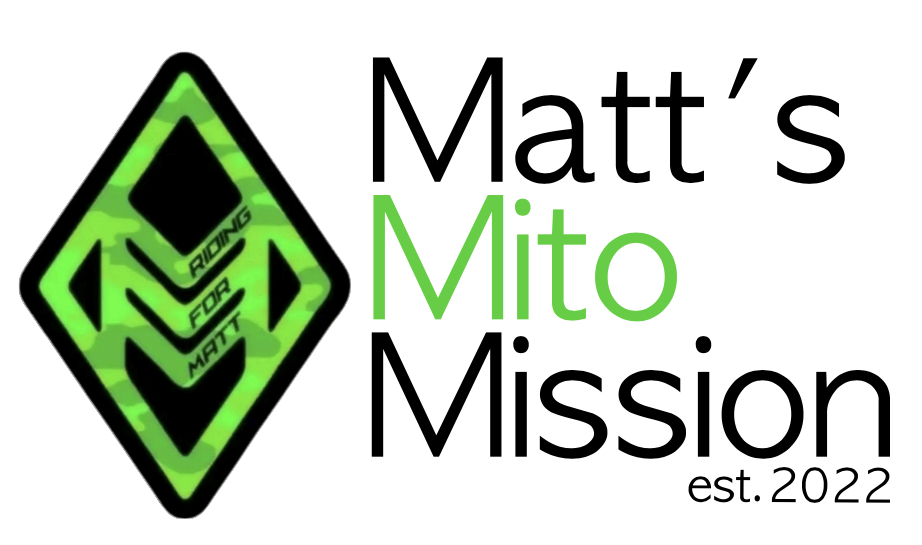 RIDING
FOR
MATT
Matt's
Mito
Mission
est. 2022